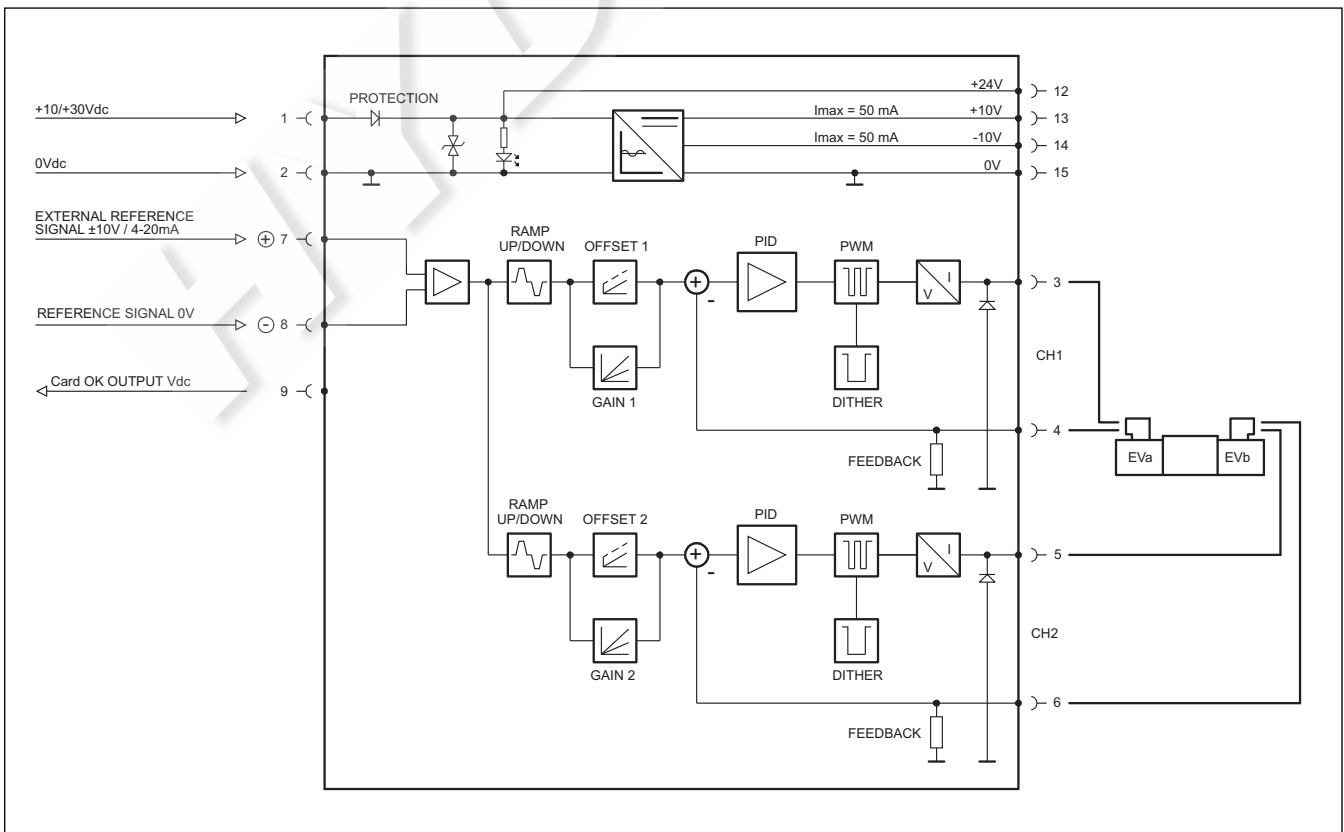 +24V
12
+10/+30Vdc
PROTECTION
1
Imax = 50 mA
+10V
13
Imax = 50 mA
-10V
14
0Vdc
2
0V
15
EXTERNAL REFERENCE
SIGNAL ±10V / 4-20mA
+ 7
RAMP
UP/DOWN
OFFSET 1
PID
PWM
+
-
I
V
3
REFERENCE SIGNAL 0V
- 8
CH1
Card OK OUTPUT Vdc
9
GAIN 1
DITHER
4
FEEDBACK
EVa
EVb
RAMP
UP/DOWN
OFFSET 2
PID
PWM
+
-
I
V
5
CH2
GAIN 2
DITHER
6
FEEDBACK